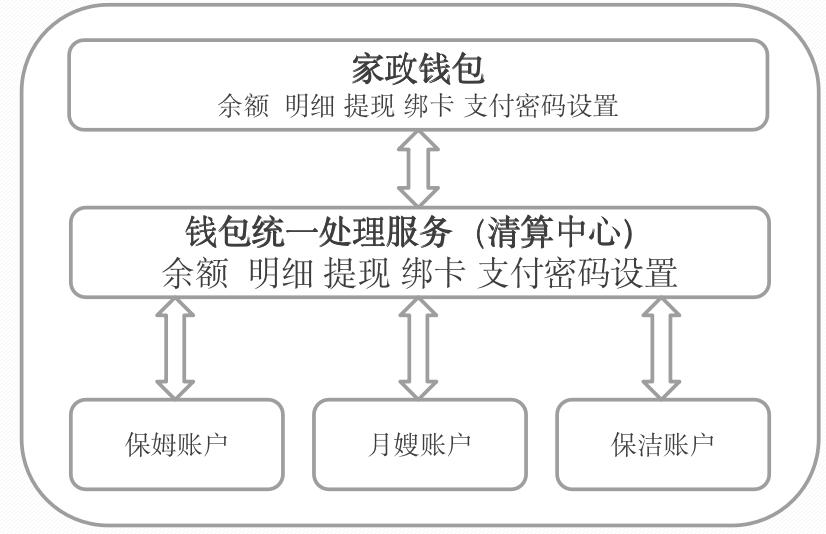 家政钱包
余额 明细 提现 绑卡 支付密码设置
钱包统一处理服务（清算中心）
余额 明细 提现 绑卡 支付密码设置
保姆账户
月嫂账户
保洁账户